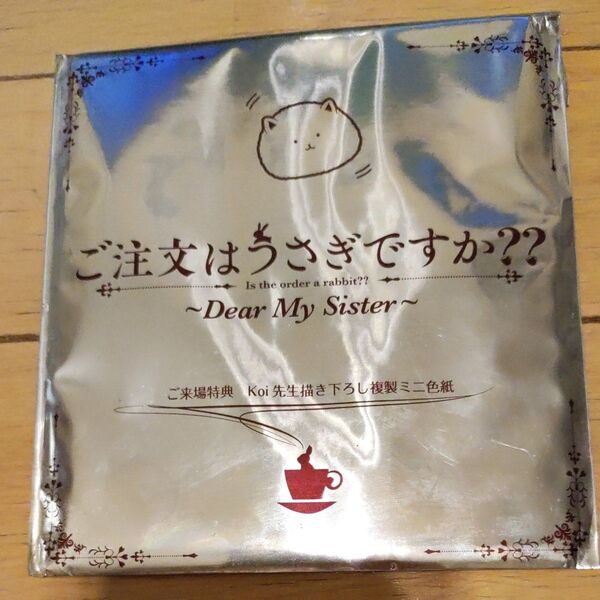 ご注文はうさぎですか??
Is the order a rabbit??
~Dear My Sister~
ご来場特典 Koi先生描き下ろし複製ミニ色紙